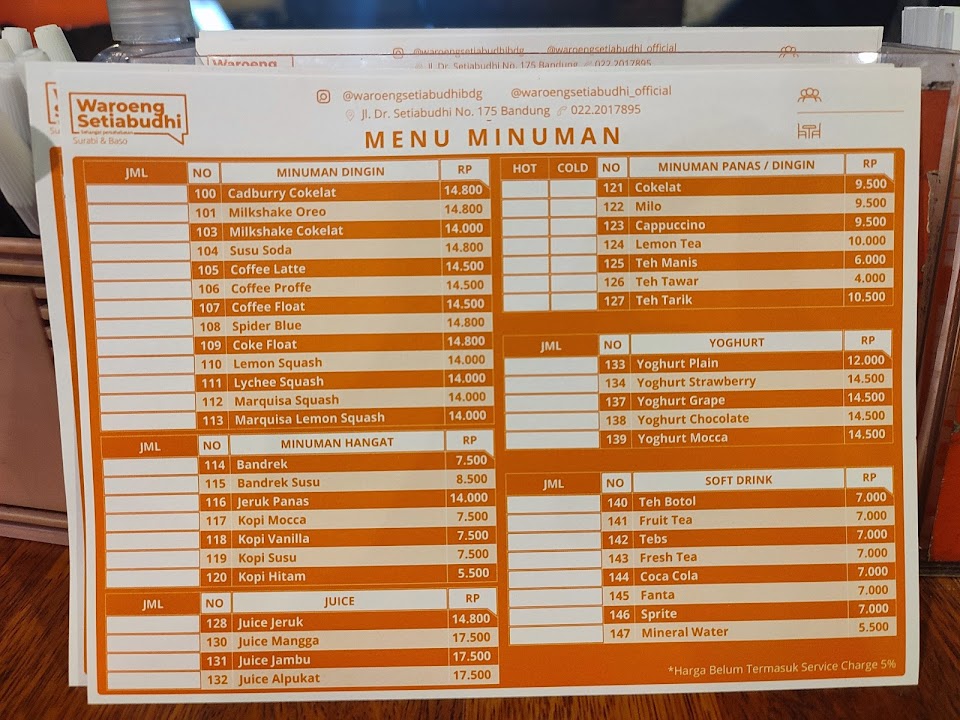 @waroengsetiabudhibdg @waroengsetiabudhi_official
Waroeng
Jl. Dr. Setiabudhi No. 175 Bandung 022.2017895
Waroeng
Setiabudhi
Surabi & Baso
@waroengsetiabudhibdg @waroengsetiabudhi_official
Jl. Dr. Setiabudhi No. 175 Bandung 022.2017895
MENU MINUMAN
JML NO MINUMAN DINGIN RP
100 Cadburry Cokelat 14.800
101 Milkshake Oreo 14.800
103 Milkshake Cokelat 14.000
104 Susu Soda 14.800
105 Coffee Latte 14.500
106 Coffee Proffe 14.500
107 Coffee Float 14.500
108 Spider Blue 14.800
109 Coke Float 14.800
110 Lemon Squash 14.000
111 Lychee Squash 14.000
112 Marquisa Squash 14.000
113 Marquisa Lemon Squash 14.000
JML NO MINUMAN HANGAT RP
114 Bandrek 7.500
115 Bandrek Susu 8.500
116 Jeruk Panas 14.000
117 Kopi Mocca 7.500
118 Kopi Vanilla 7.500
119 Kopi Susu 7.500
120 Kopi Hitam 5.500
JML NO JUICE RP
128 Juice Jeruk 14.800
130 Juice Mangga 17.500
131 Juice Jambu 17.500
132 Juice Alpukat 17.500
HOT COLD NO MINUMAN PANAS / DINGIN RP
121 Cokelat 9.500
122 Milo 9.500
123 Cappuccino 9.500
124 Lemon Tea 10.000
125 Teh Manis 6.000
126 Teh Tawar 4.000
127 Teh Tarik 10.500
JML NO YOGHURT RP
133 Yoghurt Plain 12.000
134 Yoghurt Strawberry 14.500
137 Yoghurt Grape 14.500
138 Yoghurt Chocolate 14.500
139 Yoghurt Mocca 14.500
JML NO SOFT DRINK RP
140 Teh Botol 7.000
141 Fruit Tea 7.000
142 Tebs 7.000
143 Fresh Tea 7.000
144 Coca Cola 7.000
145 Fanta 7.000
146 Sprite 7.000
147 Mineral Water 5.500
*Harga Belum Termasuk Service Charge 5%